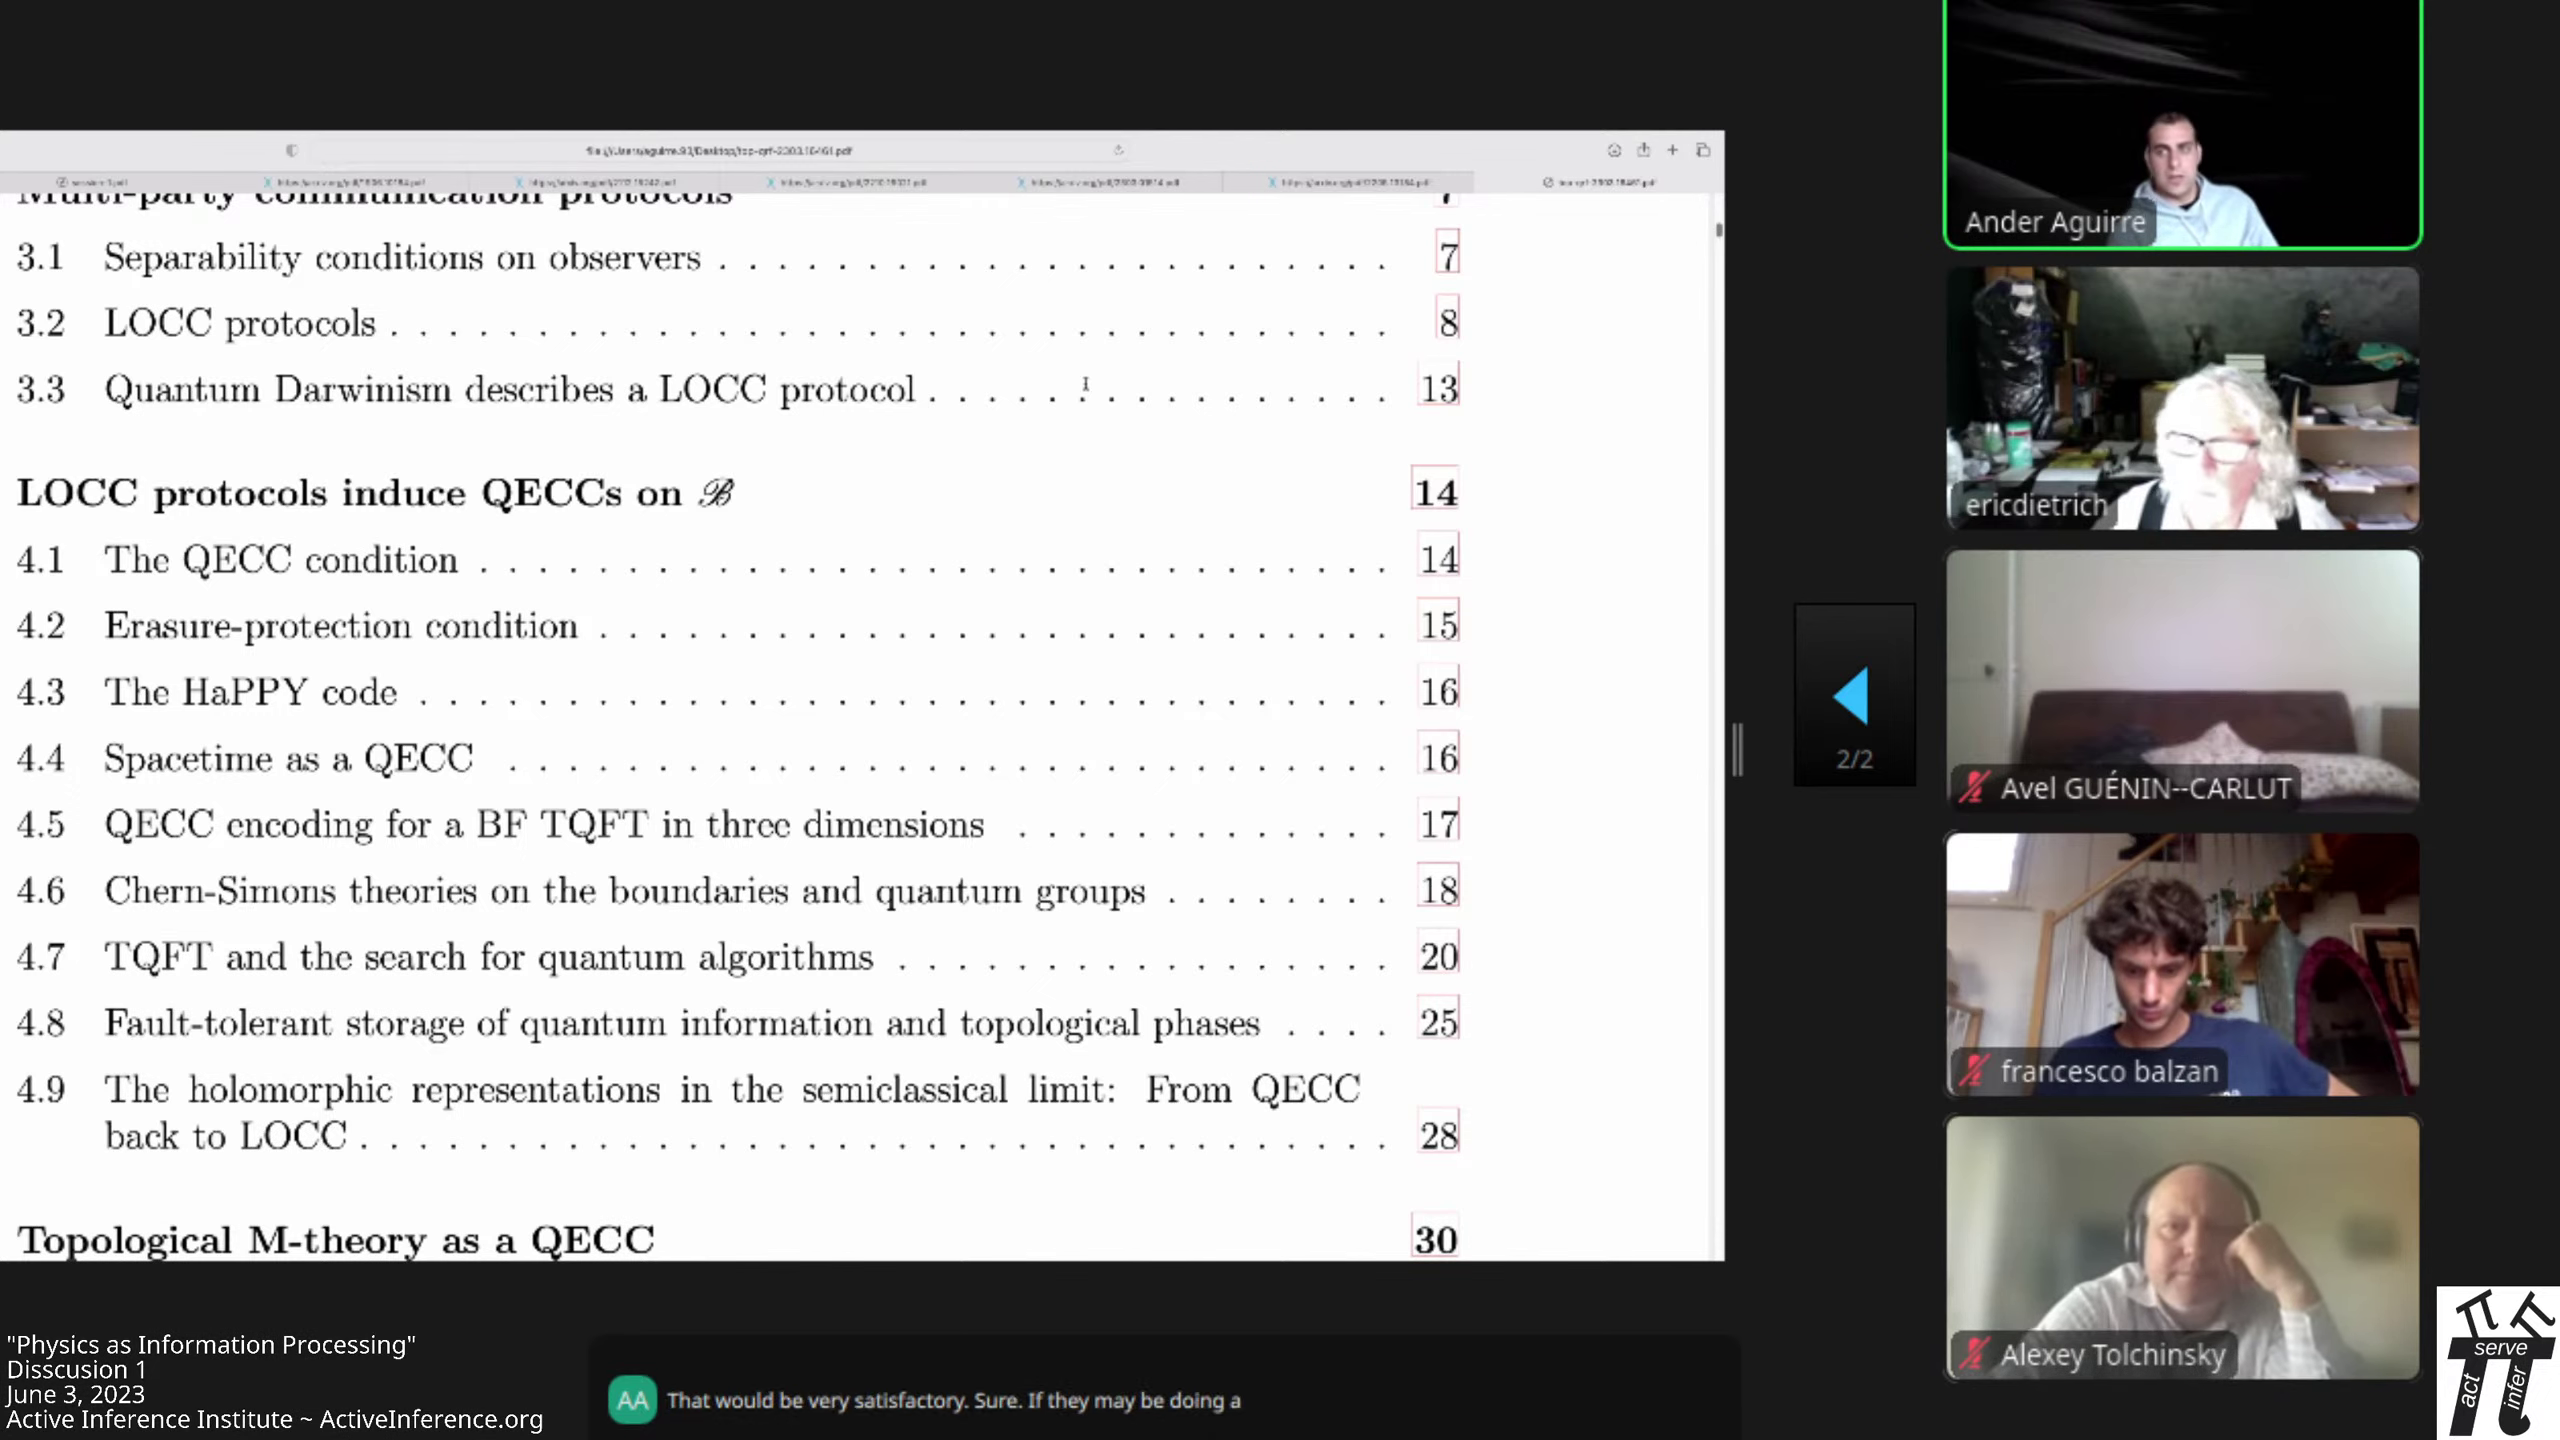 Multi-party communication protocols 7
3.1 Separability conditions on observers . . . . . . . . . . . . . . . . . . . . . . . 7
3.2 LOCC protocols . . . . . . . . . . . . . . . . . . . . . . . . . . . . . . . . . . 8
3.3 Quantum Darwinism describes a LOCC protocol . . . . . . . . . . . . . . . . 13
LOCC protocols induce QECCs on ℬ 14
4.1 The QECC condition . . . . . . . . . . . . . . . . . . . . . . . . . . . . . . . 14
4.2 Erasure-protection condition . . . . . . . . . . . . . . . . . . . . . . . . . . . 15
4.3 The HaPPY code . . . . . . . . . . . . . . . . . . . . . . . . . . . . . . . . . 16
4.4 Spacetime as a QECC . . . . . . . . . . . . . . . . . . . . . . . . . . . . . . 16
4.5 QECC encoding for a BF TQFT in three dimensions . . . . . . . . . . . . . 17
4.6 Chern-Simons theories on the boundaries and quantum groups . . . . . . . . 18
4.7 TQFT and the search for quantum algorithms . . . . . . . . . . . . . . . . . 20
4.8 Fault-tolerant storage of quantum information and topological phases . . . . 25
4.9 The holomorphic representations in the semiclassical limit: From QECC
back to LOCC . . . . . . . . . . . . . . . . . . . . . . . . . . . . . . . . . . . 28
Topological M-theory as a QECC 30
Ander Aguirre
ericdietrich
Avel GUÉNIN--CARLUT
francesco balzan
Alexey Tolchinsky
2/2
"Physics as Information Processing"
Disscusion 1
June 3, 2023
Active Inference Institute ~ ActiveInference.org
AA That would be very satisfactory. Sure. If they may be doing a
serve
act
infer